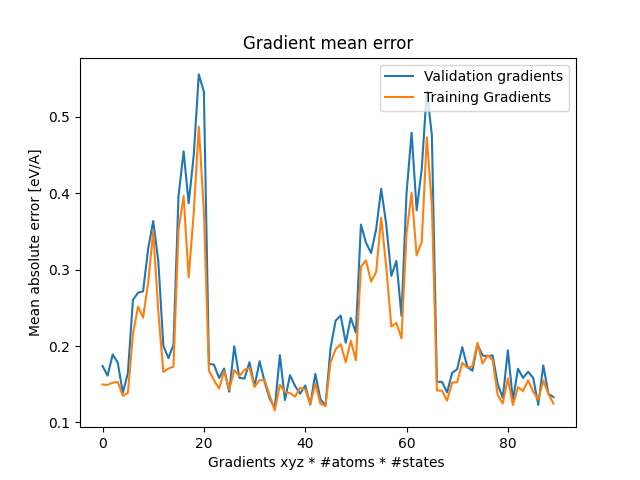 Gradient mean error
Validation gradients
Training Gradients
Mean absolute error [eV/A]
0.5
0.4
0.3
0.2
0.1
0 20 40 60 80
Gradients xyz * #atoms * #states